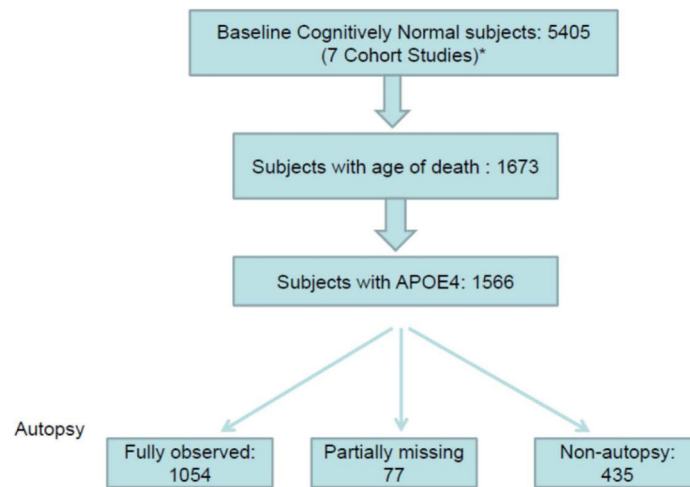 Baseline Cognitively Normal subjects: 5405
(7 Cohort Studies)*
Subjects with age of death : 1673
Subjects with APOE4: 1566
Autopsy
Fully observed:
1054
Partially missing
77
Non-autopsy:
435